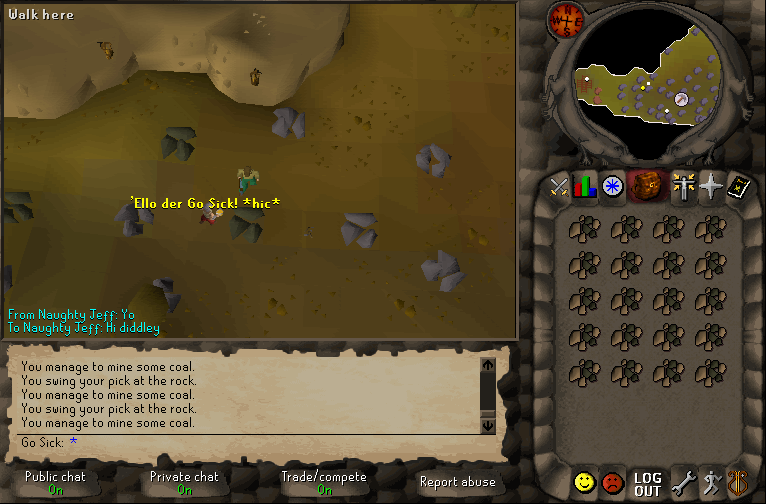 Walk here
'Ello der Go Sick! *hic*
From Naughty Jeff: Yo
To Naughty Jeff: Hi diddley
You manage to mine some coal.
You swing your pick at the rock.
You manage to mine some coal.
You swing your pick at the rock.
You manage to mine some coal.
Go Sick: *
Public chat
On
Private chat
On
Trade/compete
On
Report abuse
N
W E
S
LOG
OUT